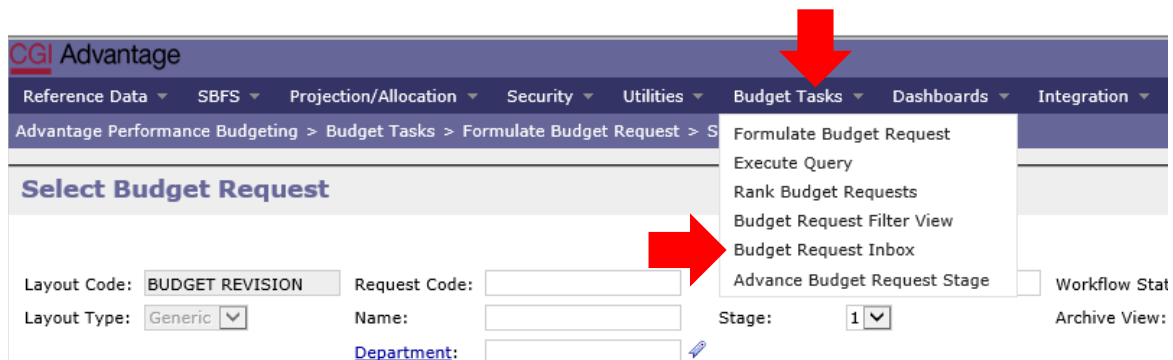 CGI Advantage
Reference Data SBFS Projection/Allocation Security Utilities Budget Tasks Dashboards Integration
Advantage Performance Budgeting > Budget Tasks > Formulate Budget Request > S
Formulate Budget Request
Execute Query
Rank Budget Requests
Budget Request Filter View
Budget Request Inbox
Advance Budget Request Stage
Select Budget Request
Layout Code: BUDGET REVISION Request Code: Workflow Stat
Layout Type: Generic Name: Stage: 1 Archive View:
Department: